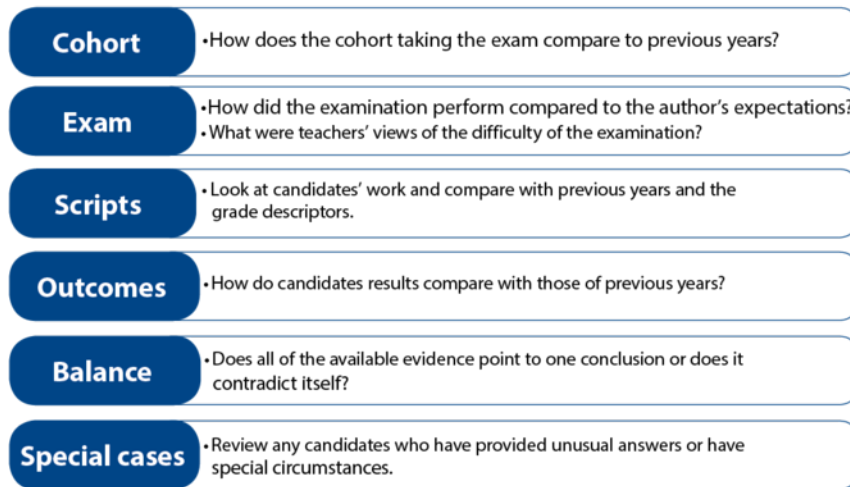 Cohort
•How does the cohort taking the exam compare to previous years?
Exam
•How did the examination perform compared to the author's expectations?
•What were teachers' views of the difficulty of the examination?
Scripts
•Look at candidates' work and compare with previous years and the
grade descriptors.
Outcomes
•How do candidates results compare with those of previous years?
Balance
•Does all of the available evidence point to one conclusion or does it
contradict itself?
Special cases
•Review any candidates who have provided unusual answers or have
special circumstances.